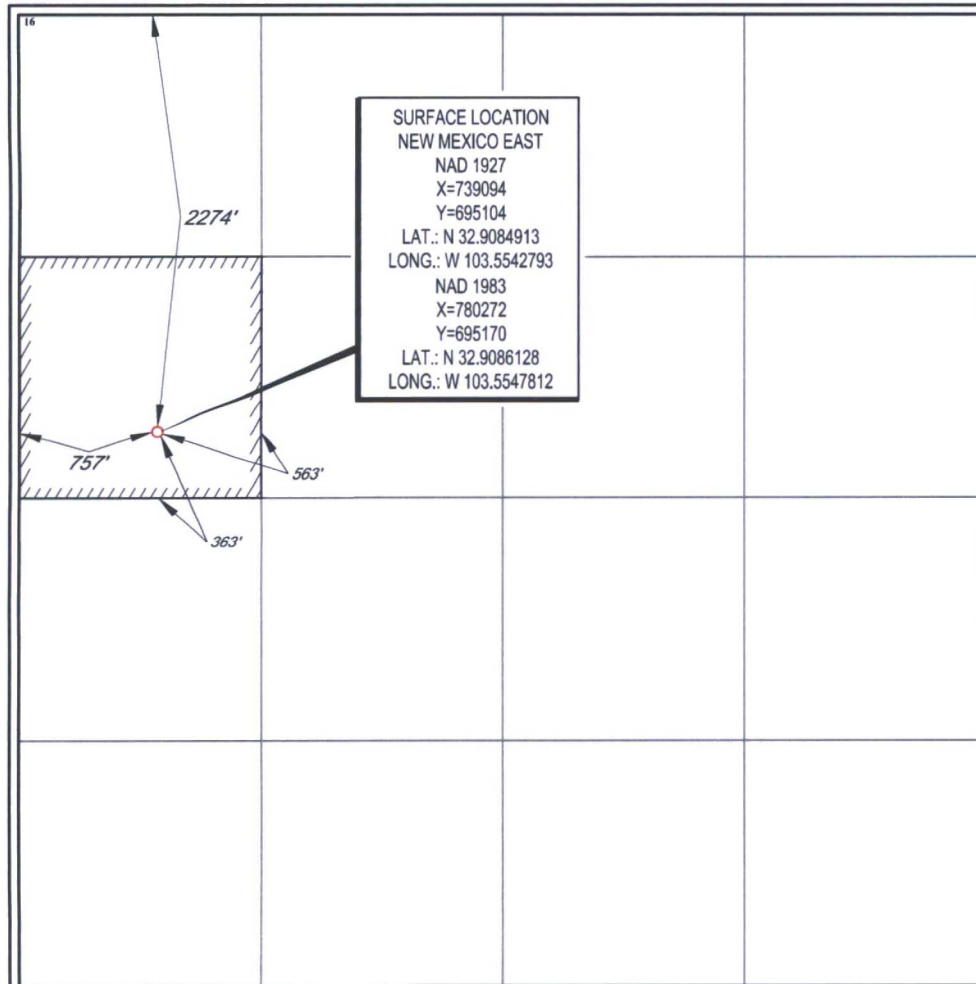 16
2274'
SURFACE LOCATION
NEW MEXICO EAST
NAD 1927
X=739094
Y=695104
LAT.: N 32.9084913
LONG.: W 103.5542793
NAD 1983
X=780272
Y=695170
LAT.: N 32.9086128
LONG.: W 103.5547812
757'
563'
363'